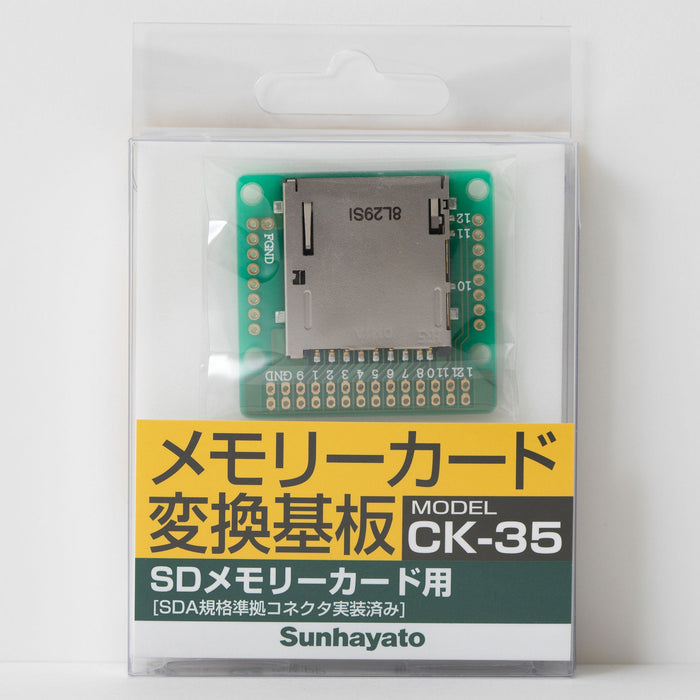 8L29SI
12
11
10
FGND
GND 9 1 2 3 4 5 6 7 8 10 11 12
メモリーカード
変換基板
MODEL
CK-35
SDメモリーカード用
[SDA規格準拠コネクタ実装済み]
Sunhayato